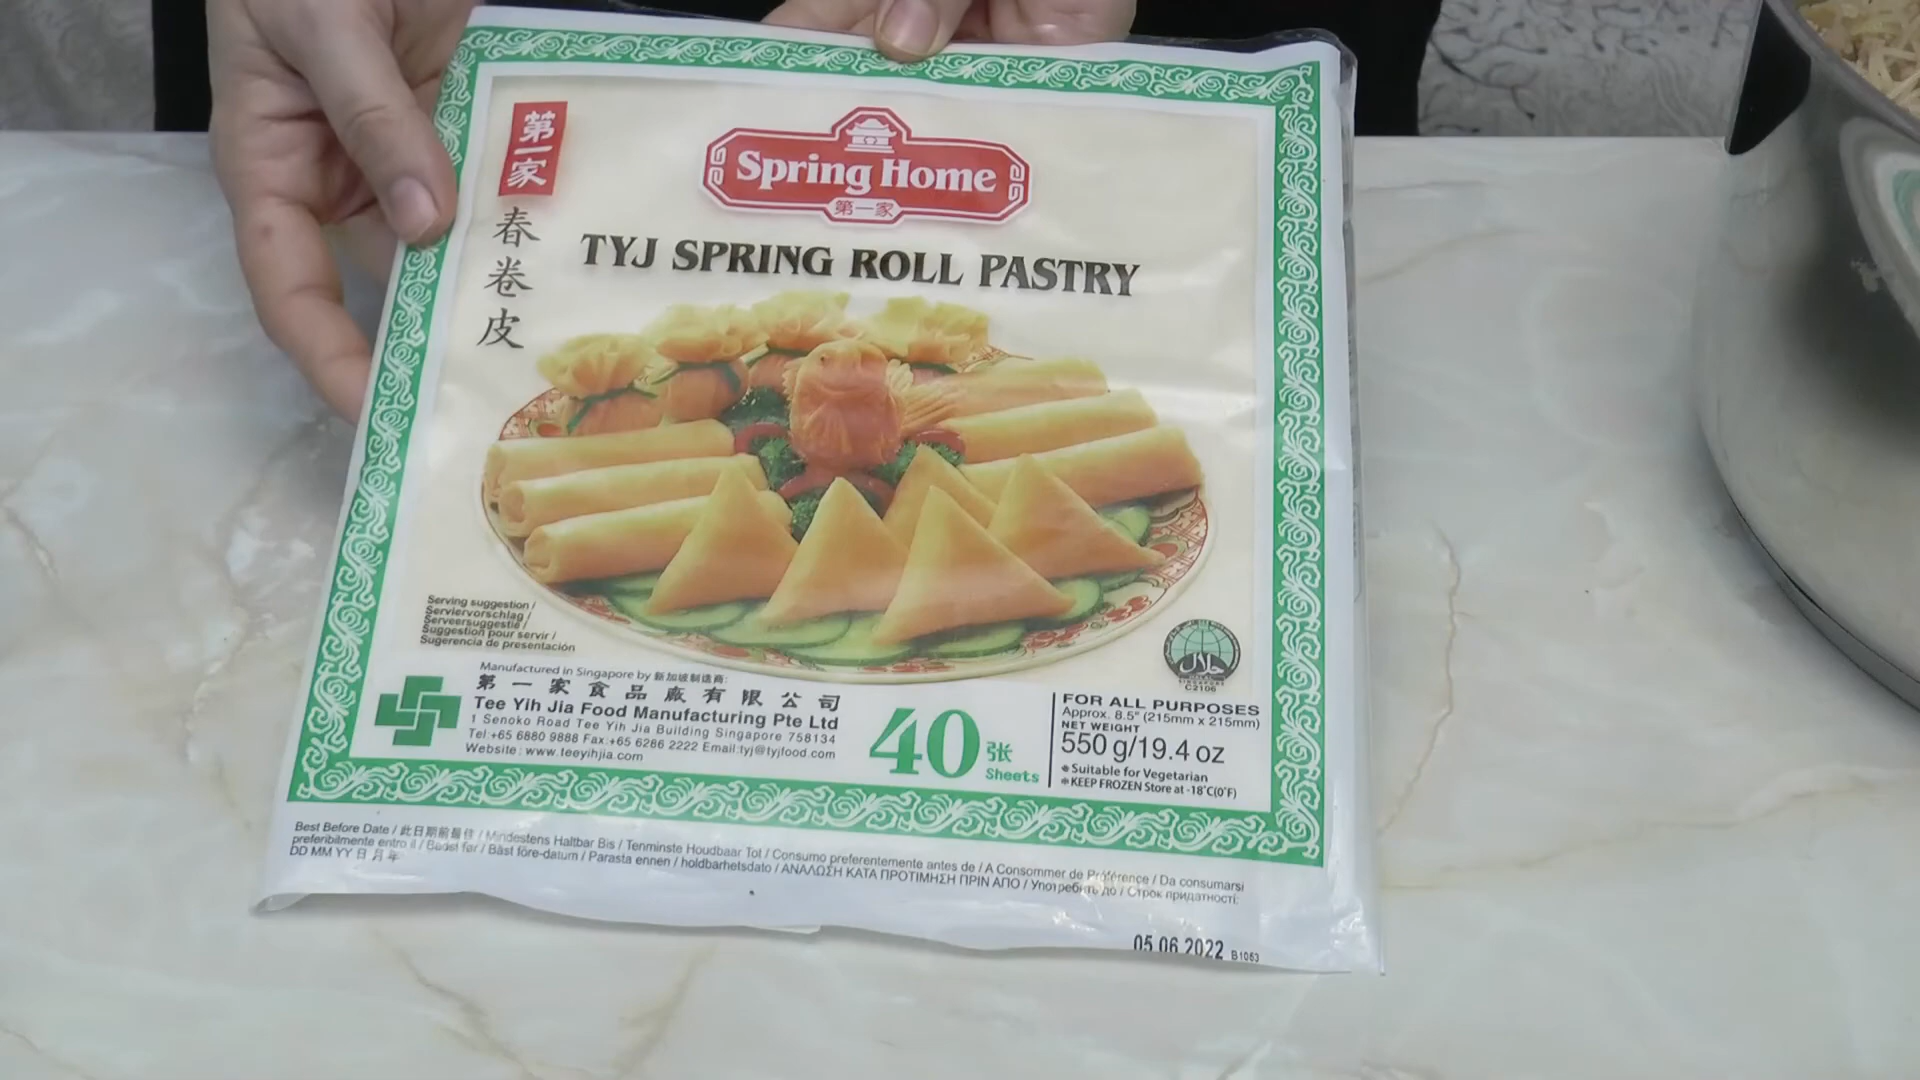 第一家
春卷皮
Spring Home
第一家
TYJ SPRING ROLL PASTRY
Serving suggestion /
Serviervorschlag /
Serveersuggestie /
Suggestion pour servir /
Sugerencia de presentación
Manufactured in Singapore by 新加坡制造商:
第一家食品廠有限公司
Tee Yih Jia Food Manufacturing Pte Ltd
1 Senoko Road Tee Yih Jia Building Singapore 758134
Tel:+65 6880 9888 Fax:+65 6286 2222 Email:tyj@tyjfood.com
Website: www.teeyihjia.com
40 张
Sheets
C2106
FOR ALL PURPOSES
Approx. 8.5" (215mm x 215mm)
NET WEIGHT
550 g/19.4 oz
*Suitable for Vegetarian
*KEEP FROZEN Store at -18°C(0°F)
Best Before Date / 此日期前最佳 / Mindestens Haltbar Bis / Tenminste Houdbaar Tot / Consumo preferentemente antes de / A Consommer de Préférence / Da consumarsi
preferibilmente entro il / Bedst før / Bäst före-datum / Parasta ennen / holdbarhetsdato / ΑΝΑΛΩΣΗ ΚΑΤΑ ΠΡΟΤΙΜΗΣΗ ΠΡΙΝ ΑΠΟ / Употребить до / Строк придатності:
DD MM YY 日 月 年
05 06 2022 B1053